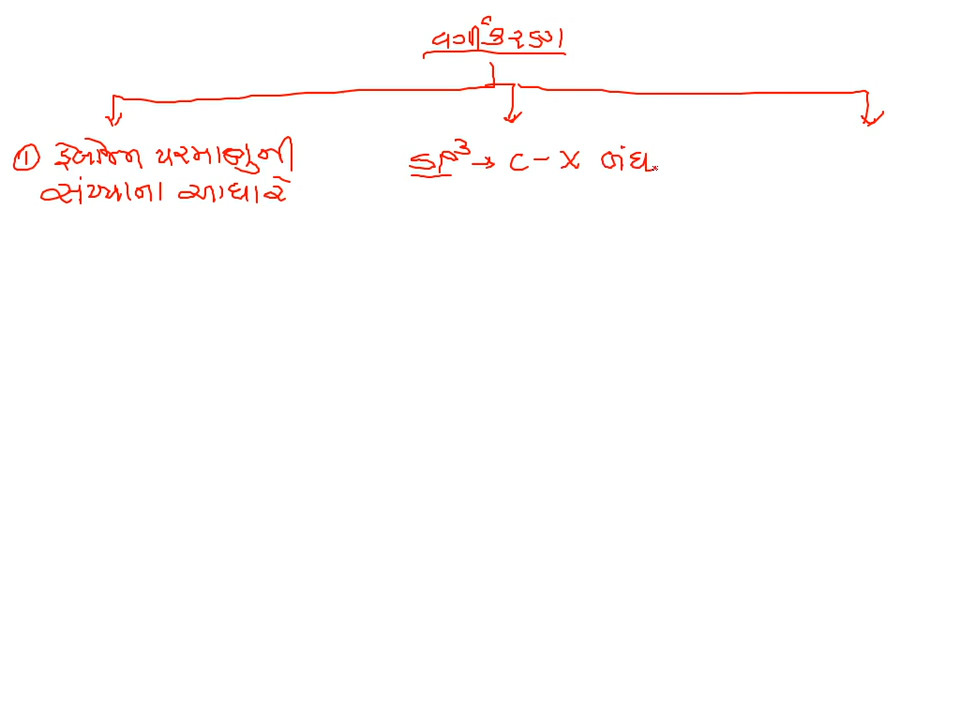 વર્ગીકરણ
① હેલોજન પરમાણુની
સંખ્યાના આધારે
SP³ → C - X બંધ